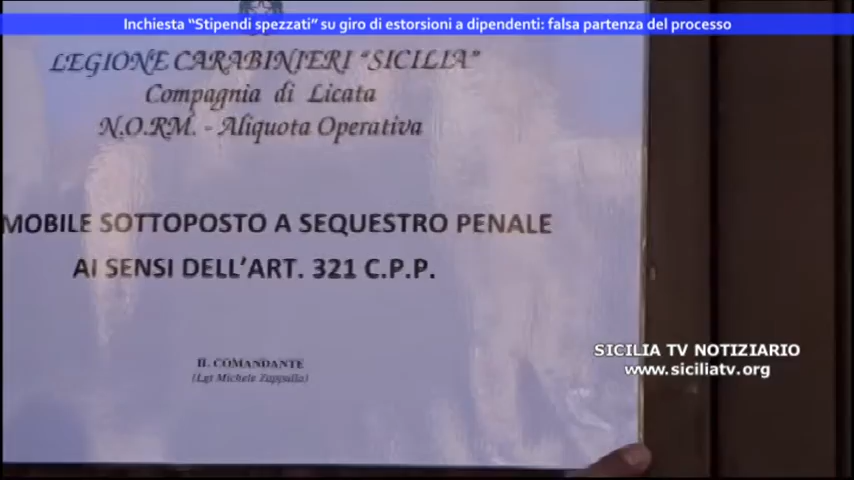 Inchiesta “Stipendi spezzati” su giro di estorsioni a dipendenti: falsa partenza del processo
LEGIONE CARABINIERI “SICILIA”
Compagnia di Licata
N.O.RM. - Aliquota Operativa
MOBILE SOTTOPOSTO A SEQUESTRO PENALE
AI SENSI DELL’ART. 321 C.P.P.
IL COMANDANTE
SICILIA TV NOTIZIARIO
www.siciliatv.org